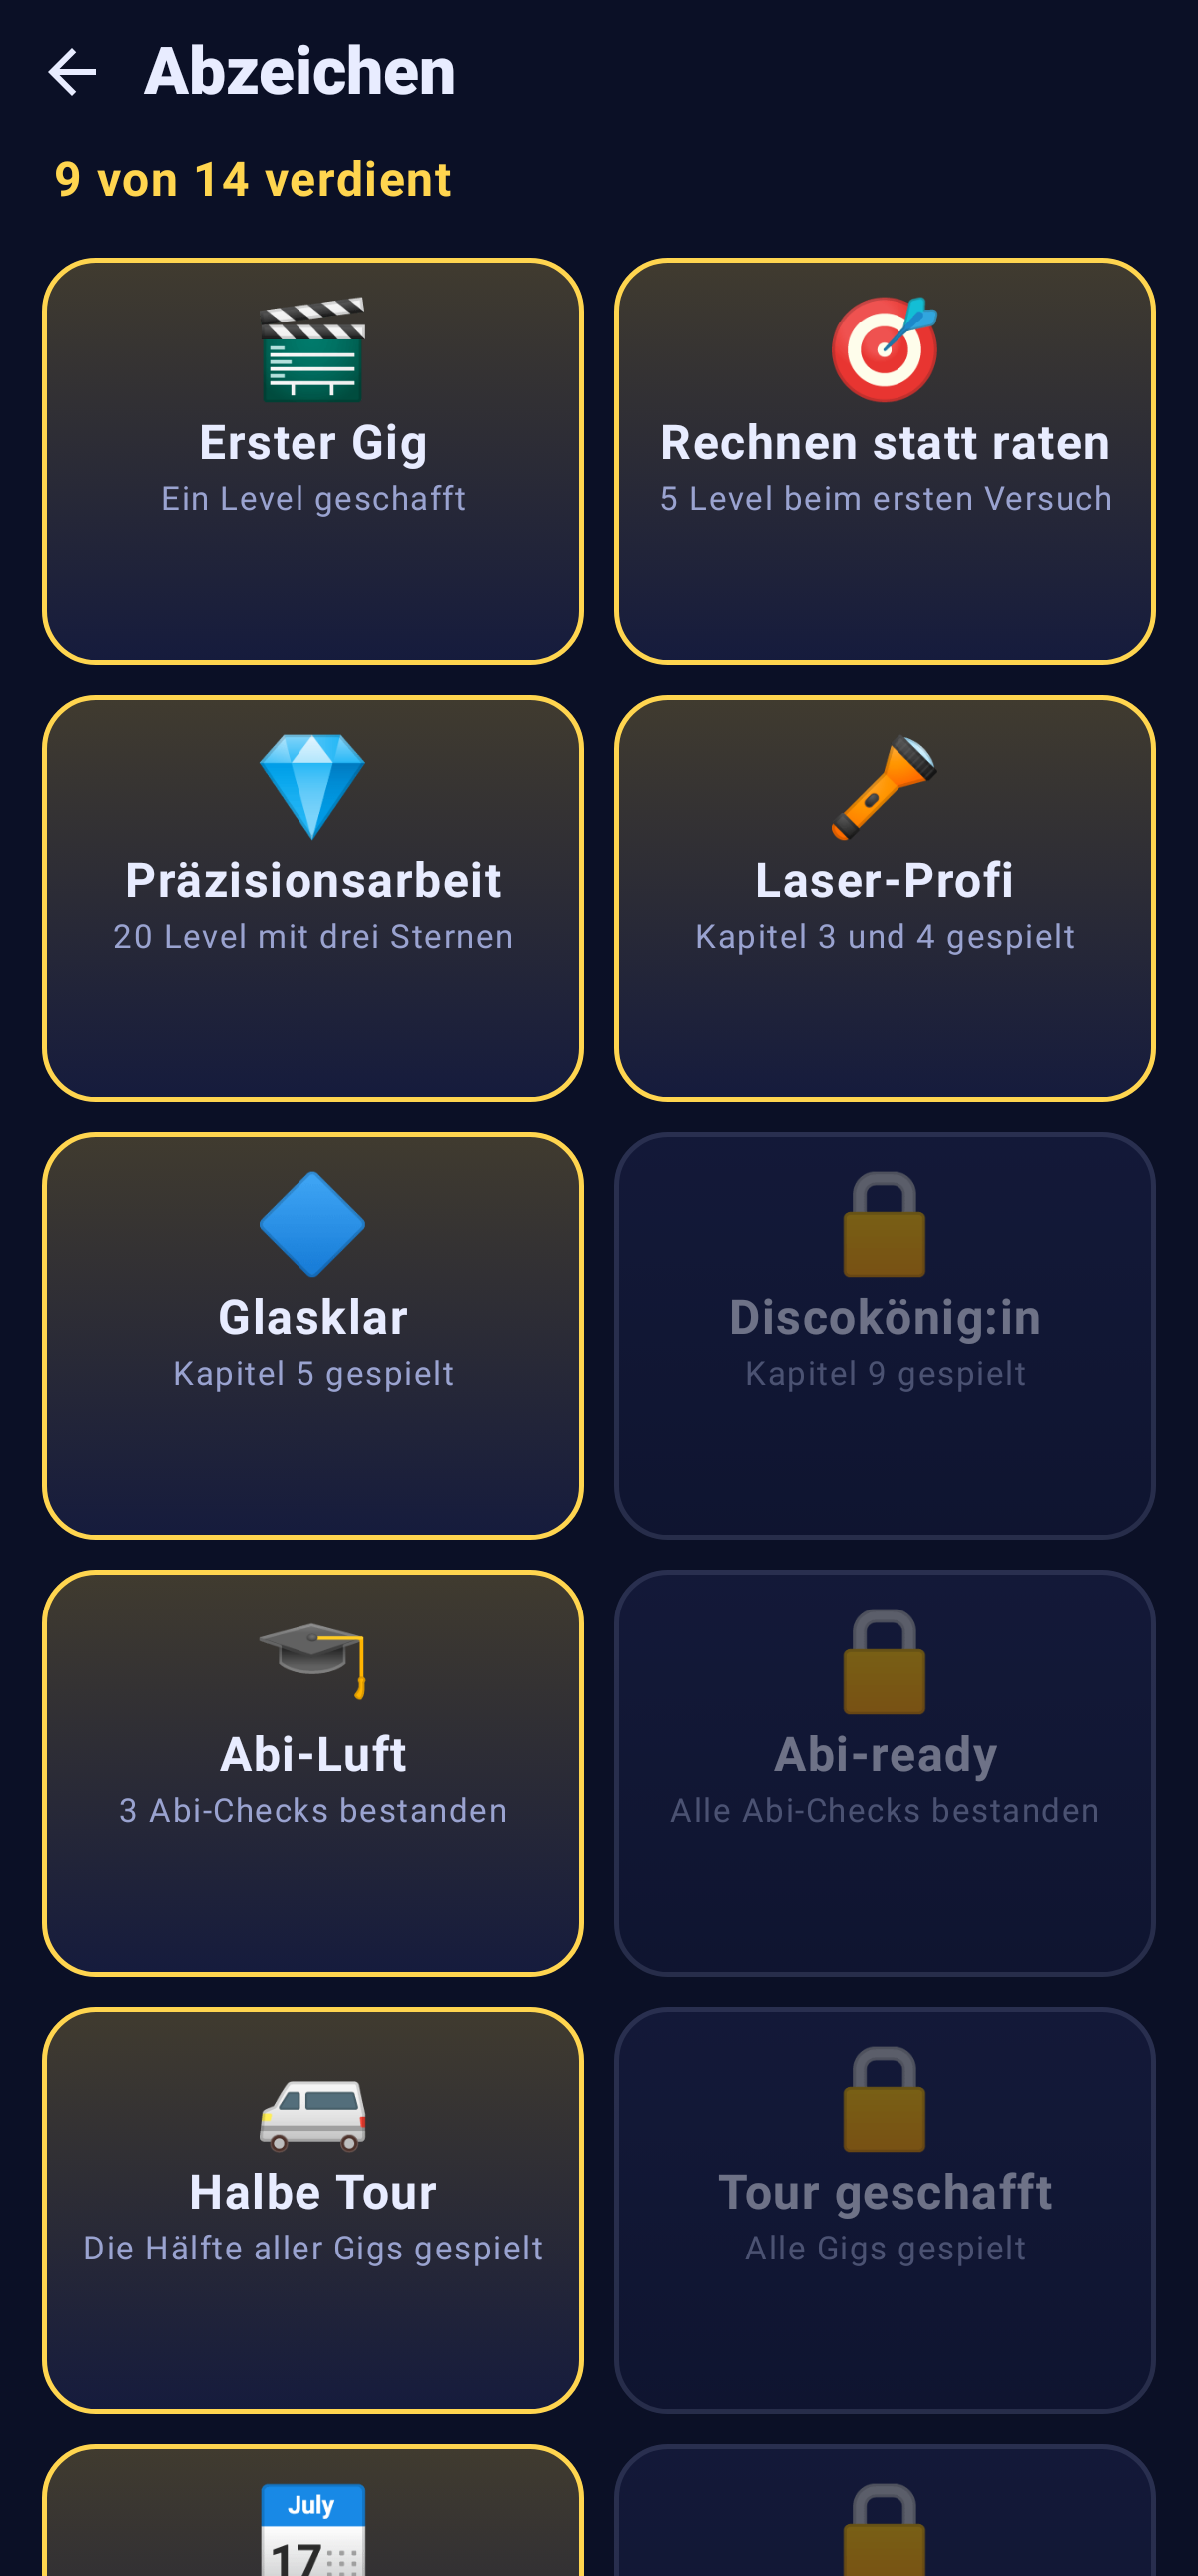 Abzeichen
9 von 14 verdient
Erster Gig
Ein Level geschafft
Rechnen statt raten
5 Level beim ersten Versuch
Präzisionsarbeit
20 Level mit drei Sternen
Laser-Profi
Kapitel 3 und 4 gespielt
Glasklar
Kapitel 5 gespielt
Discokönig:in
Kapitel 9 gespielt
Abi-Luft
3 Abi-Checks bestanden
Abi-ready
Alle Abi-Checks bestanden
Halbe Tour
Die Hälfte aller Gigs gespielt
Tour geschafft
Alle Gigs gespielt
July
17